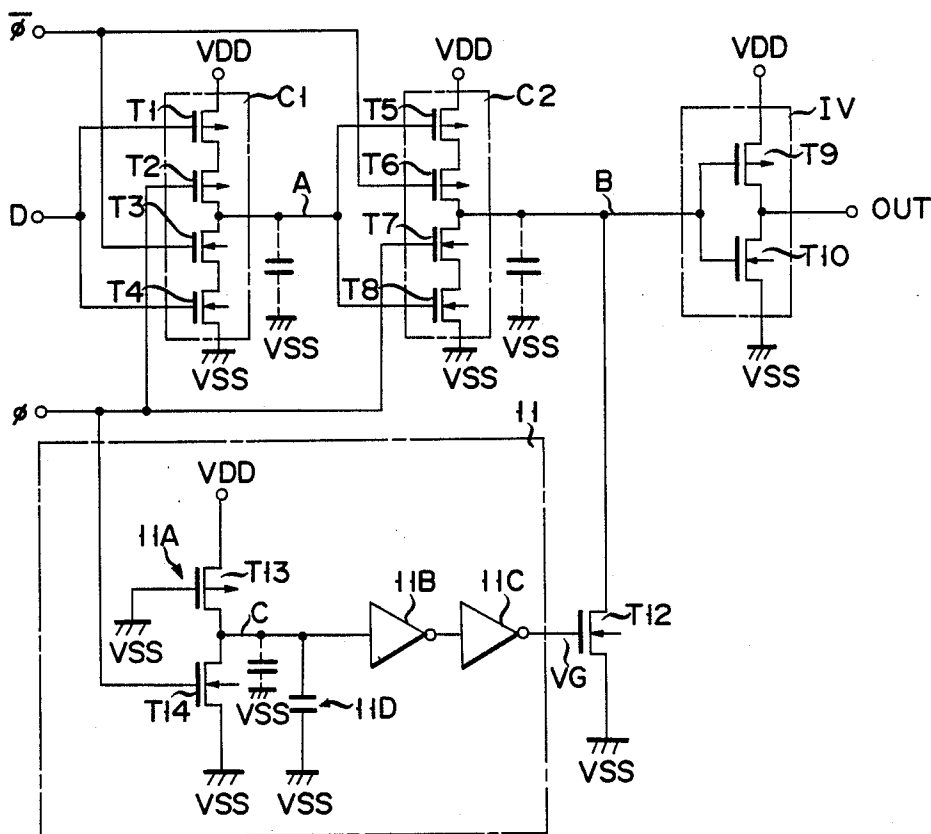 φ̅
VDD
VDD
VDD
C1
C2
IV
T1
T5
T9
T2
T6
A
B
D
T3
T7
OUT
T4
T8
T10
VSS
VSS
VSS
VSS
VSS
φ
11
VDD
11A
T13
11B
11C
C
T12
VSS
VG
T14
VSS
11D
VSS
VSS
VSS